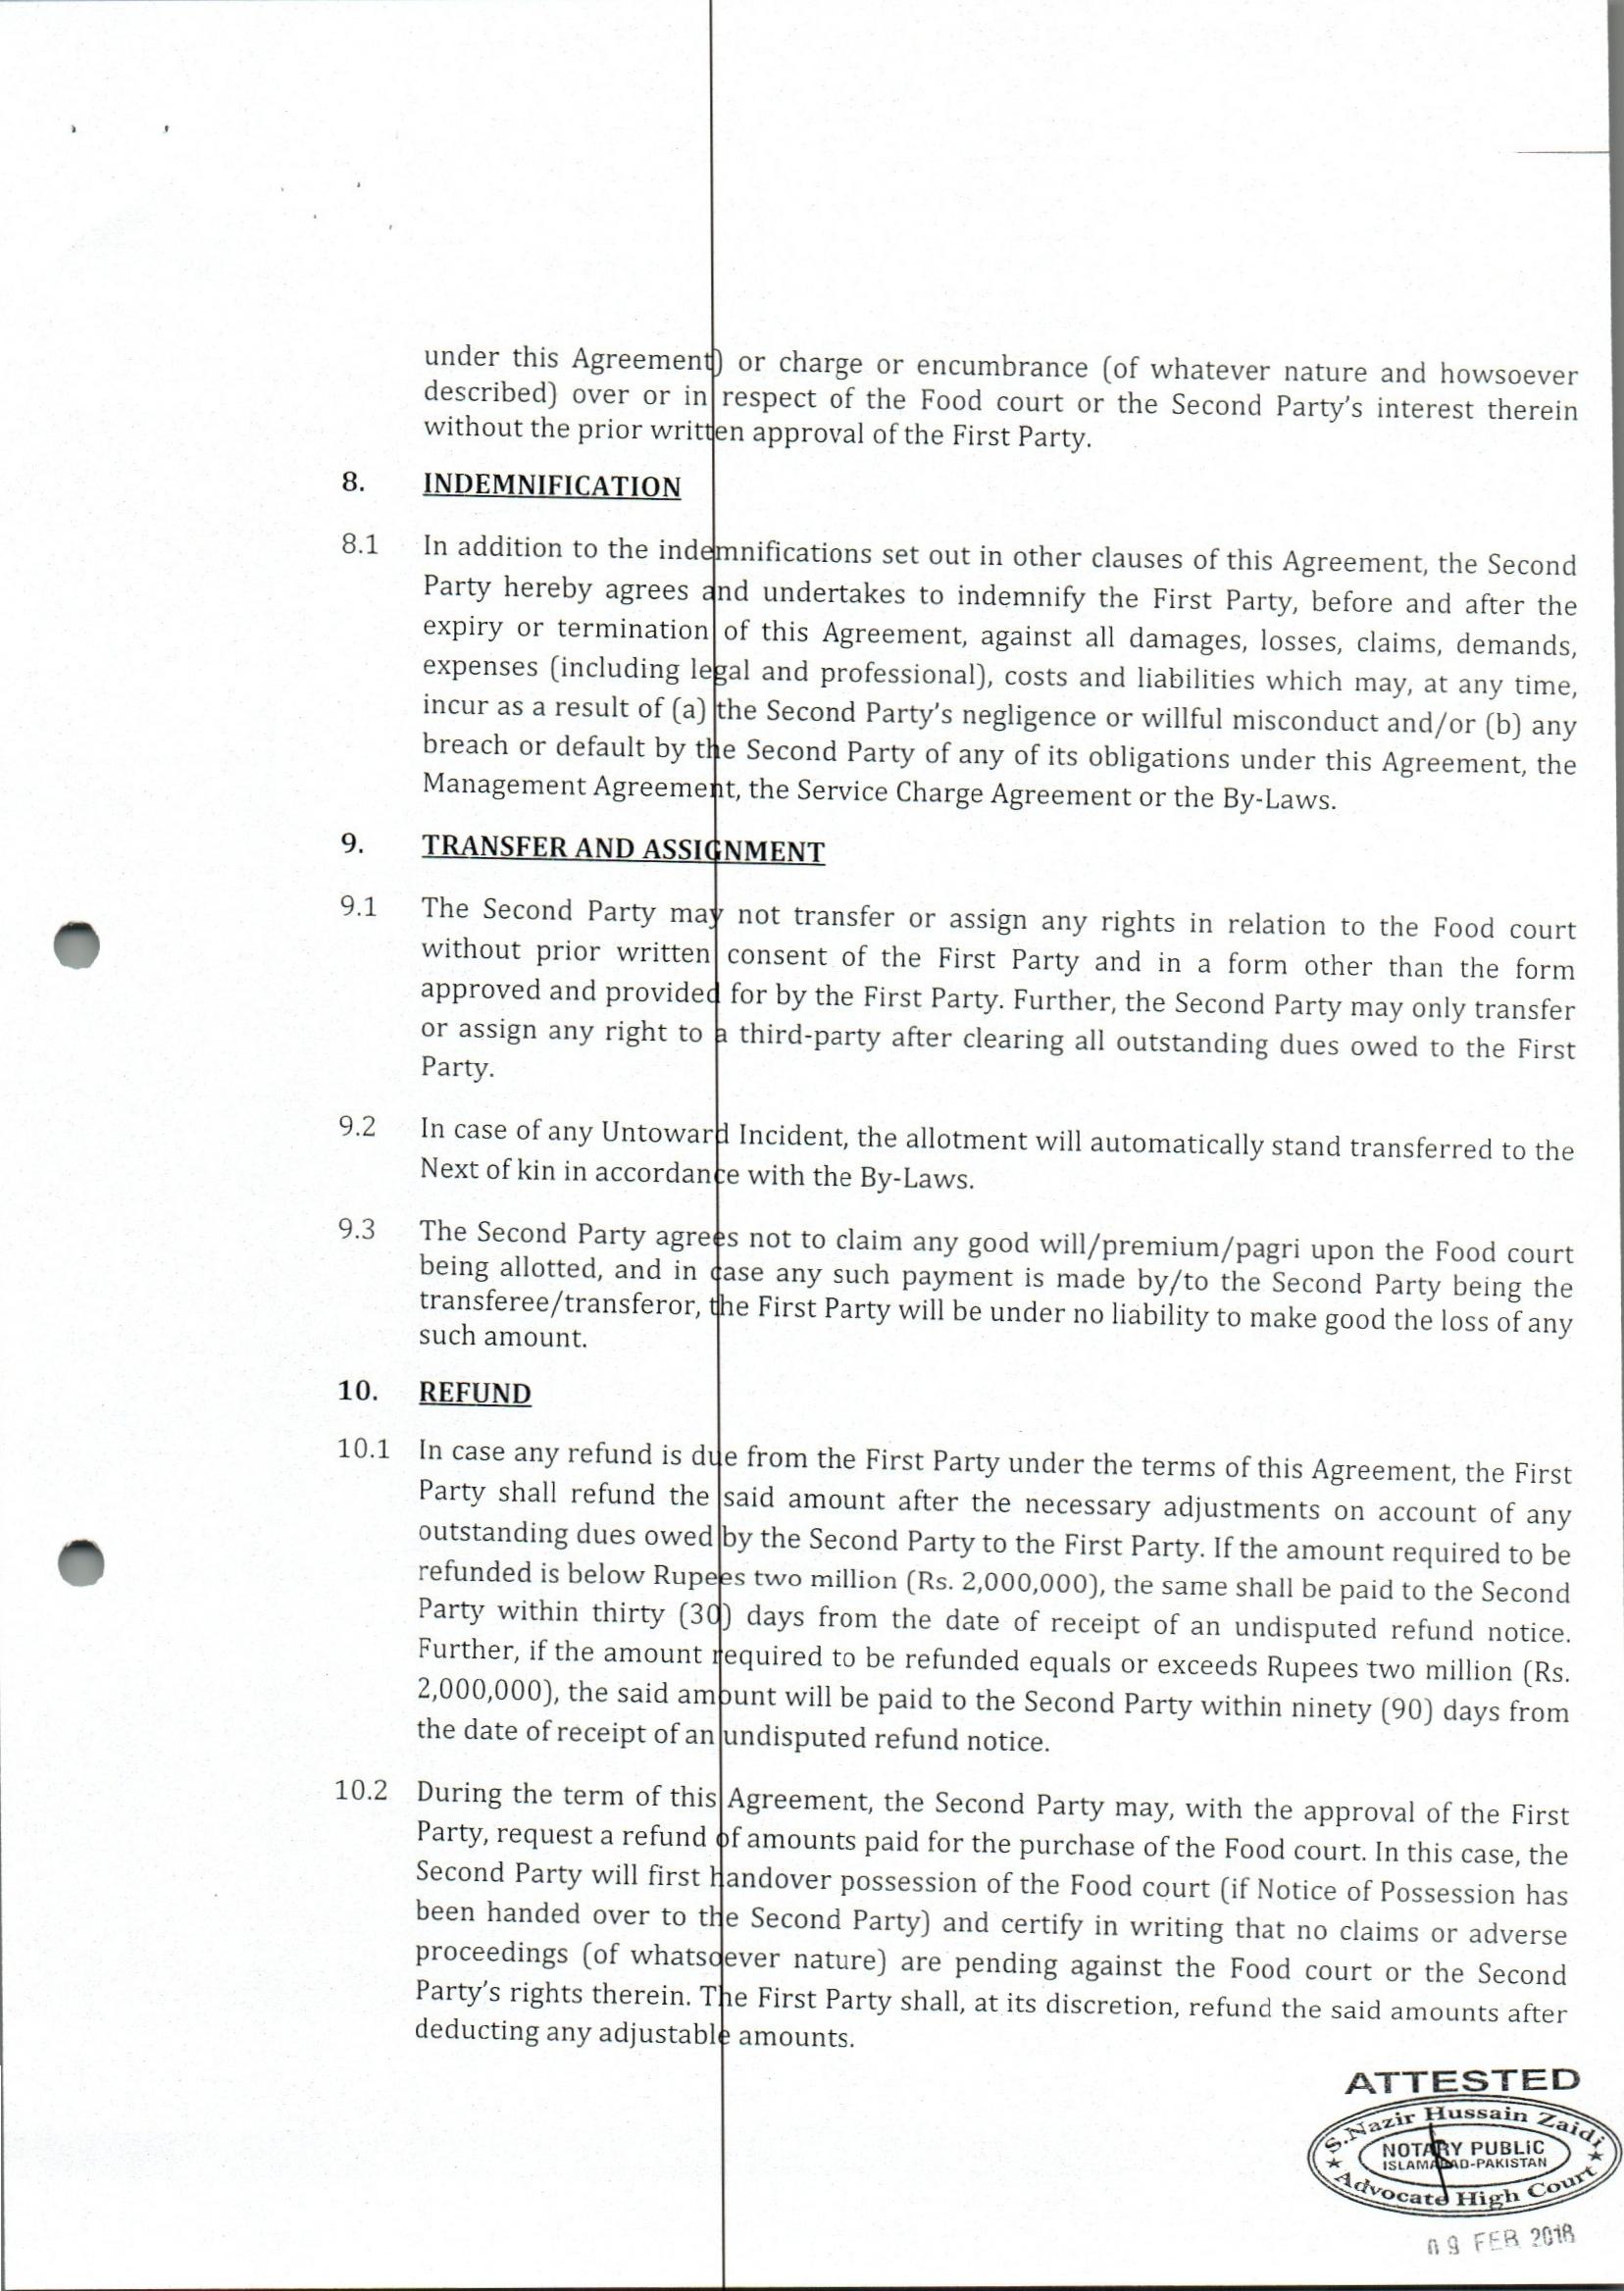 under this Agreement) or charge or encumbrance (of whatever nature and howsoever
described) over or in respect of the Food court or the Second Party's interest therein
without the prior written approval of the First Party.
8. INDEMNIFICATION
8.1 In addition to the indemnifications set out in other clauses of this Agreement, the Second
Party hereby agrees and undertakes to indemnify the First Party, before and after the
expiry or termination of this Agreement, against all damages, losses, claims, demands,
expenses (including legal and professional), costs and liabilities which may, at any time,
incur as a result of (a) the Second Party's negligence or willful misconduct and/or (b) any
breach or default by the Second Party of any of its obligations under this Agreement, the
Management Agreement, the Service Charge Agreement or the By-Laws.
9. TRANSFER AND ASSIGNMENT
9.1 The Second Party may not transfer or assign any rights in relation to the Food court
without prior written consent of the First Party and in a form other than the form
approved and provided for by the First Party. Further, the Second Party may only transfer
or assign any right to a third-party after clearing all outstanding dues owed to the First
Party.
9.2 In case of any Untoward Incident, the allotment will automatically stand transferred to the
Next of kin in accordance with the By-Laws.
9.3 The Second Party agrees not to claim any good will/premium/pagri upon the Food court
being allotted, and in case any such payment is made by/to the Second Party being the
transferee/transferor, the First Party will be under no liability to make good the loss of any
such amount.
10. REFUND
10.1 In case any refund is due from the First Party under the terms of this Agreement, the First
Party shall refund the said amount after the necessary adjustments on account of any
outstanding dues owed by the Second Party to the First Party. If the amount required to be
refunded is below Rupees two million (Rs. 2,000,000), the same shall be paid to the Second
Party within thirty (30) days from the date of receipt of an undisputed refund notice.
Further, if the amount required to be refunded equals or exceeds Rupees two million (Rs.
2,000,000), the said amount will be paid to the Second Party within ninety (90) days from
the date of receipt of an undisputed refund notice.
10.2 During the term of this Agreement, the Second Party may, with the approval of the First
Party, request a refund of amounts paid for the purchase of the Food court. In this case, the
Second Party will first handover possession of the Food court (if Notice of Possession has
been handed over to the Second Party) and certify in writing that no claims or adverse
proceedings (of whatsoever nature) are pending against the Food court or the Second
Party's rights therein. The First Party shall, at its discretion, refund the said amounts after
deducting any adjustable amounts.
ATTESTED
S.Nazir Hussain Zaidi
NOTARY PUBLiC
ISLAMABAD-PAKISTAN
Advocate High Court
09 FEB 2018